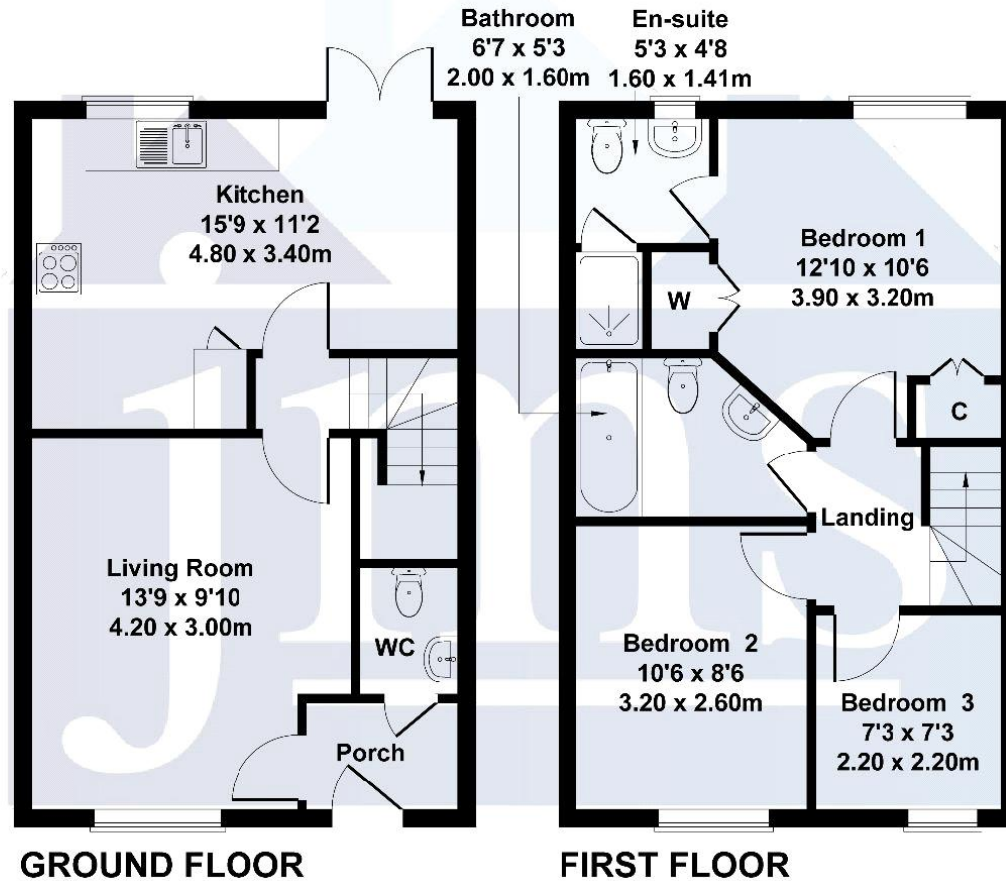 Bathroom
6'7 x 5'3
2.00 x 1.60m
En-suite
5'3 x 4'8
1.60 x 1.41m
Kitchen
15'9 x 11'2
4.80 x 3.40m
Bedroom 1
12'10 x 10'6
3.90 x 3.20m
W
C
jms
Landing
Living Room
13'9 x 9'10
4.20 x 3.00m
WC
Bedroom 2
10'6 x 8'6
3.20 x 2.60m
Bedroom 3
7'3 x 7'3
2.20 x 2.20m
Porch
GROUND FLOOR
FIRST FLOOR